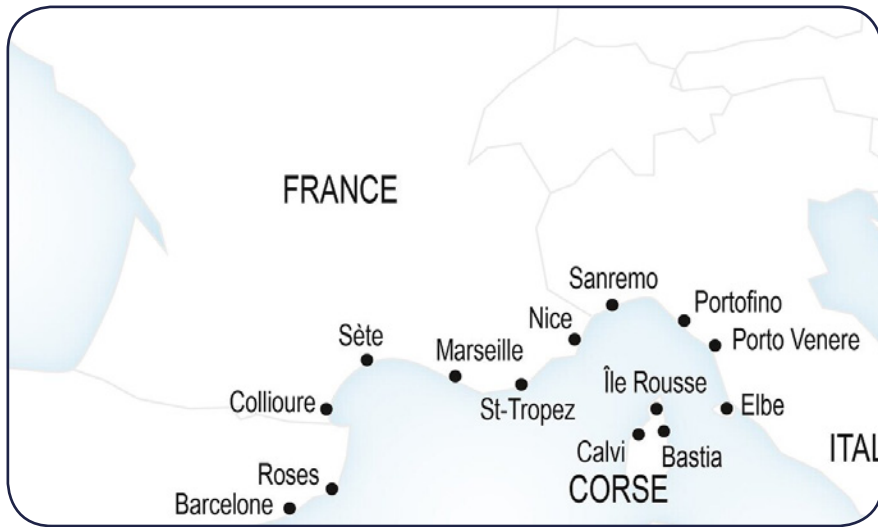 FRANCE
Sanremo
Portofino
Nice
Porto Venere
Sète
Marseille
Île Rousse
Collioure
St-Tropez
Elbe
Calvi
Bastia
ITAL
Roses
CORSE
Barcelone